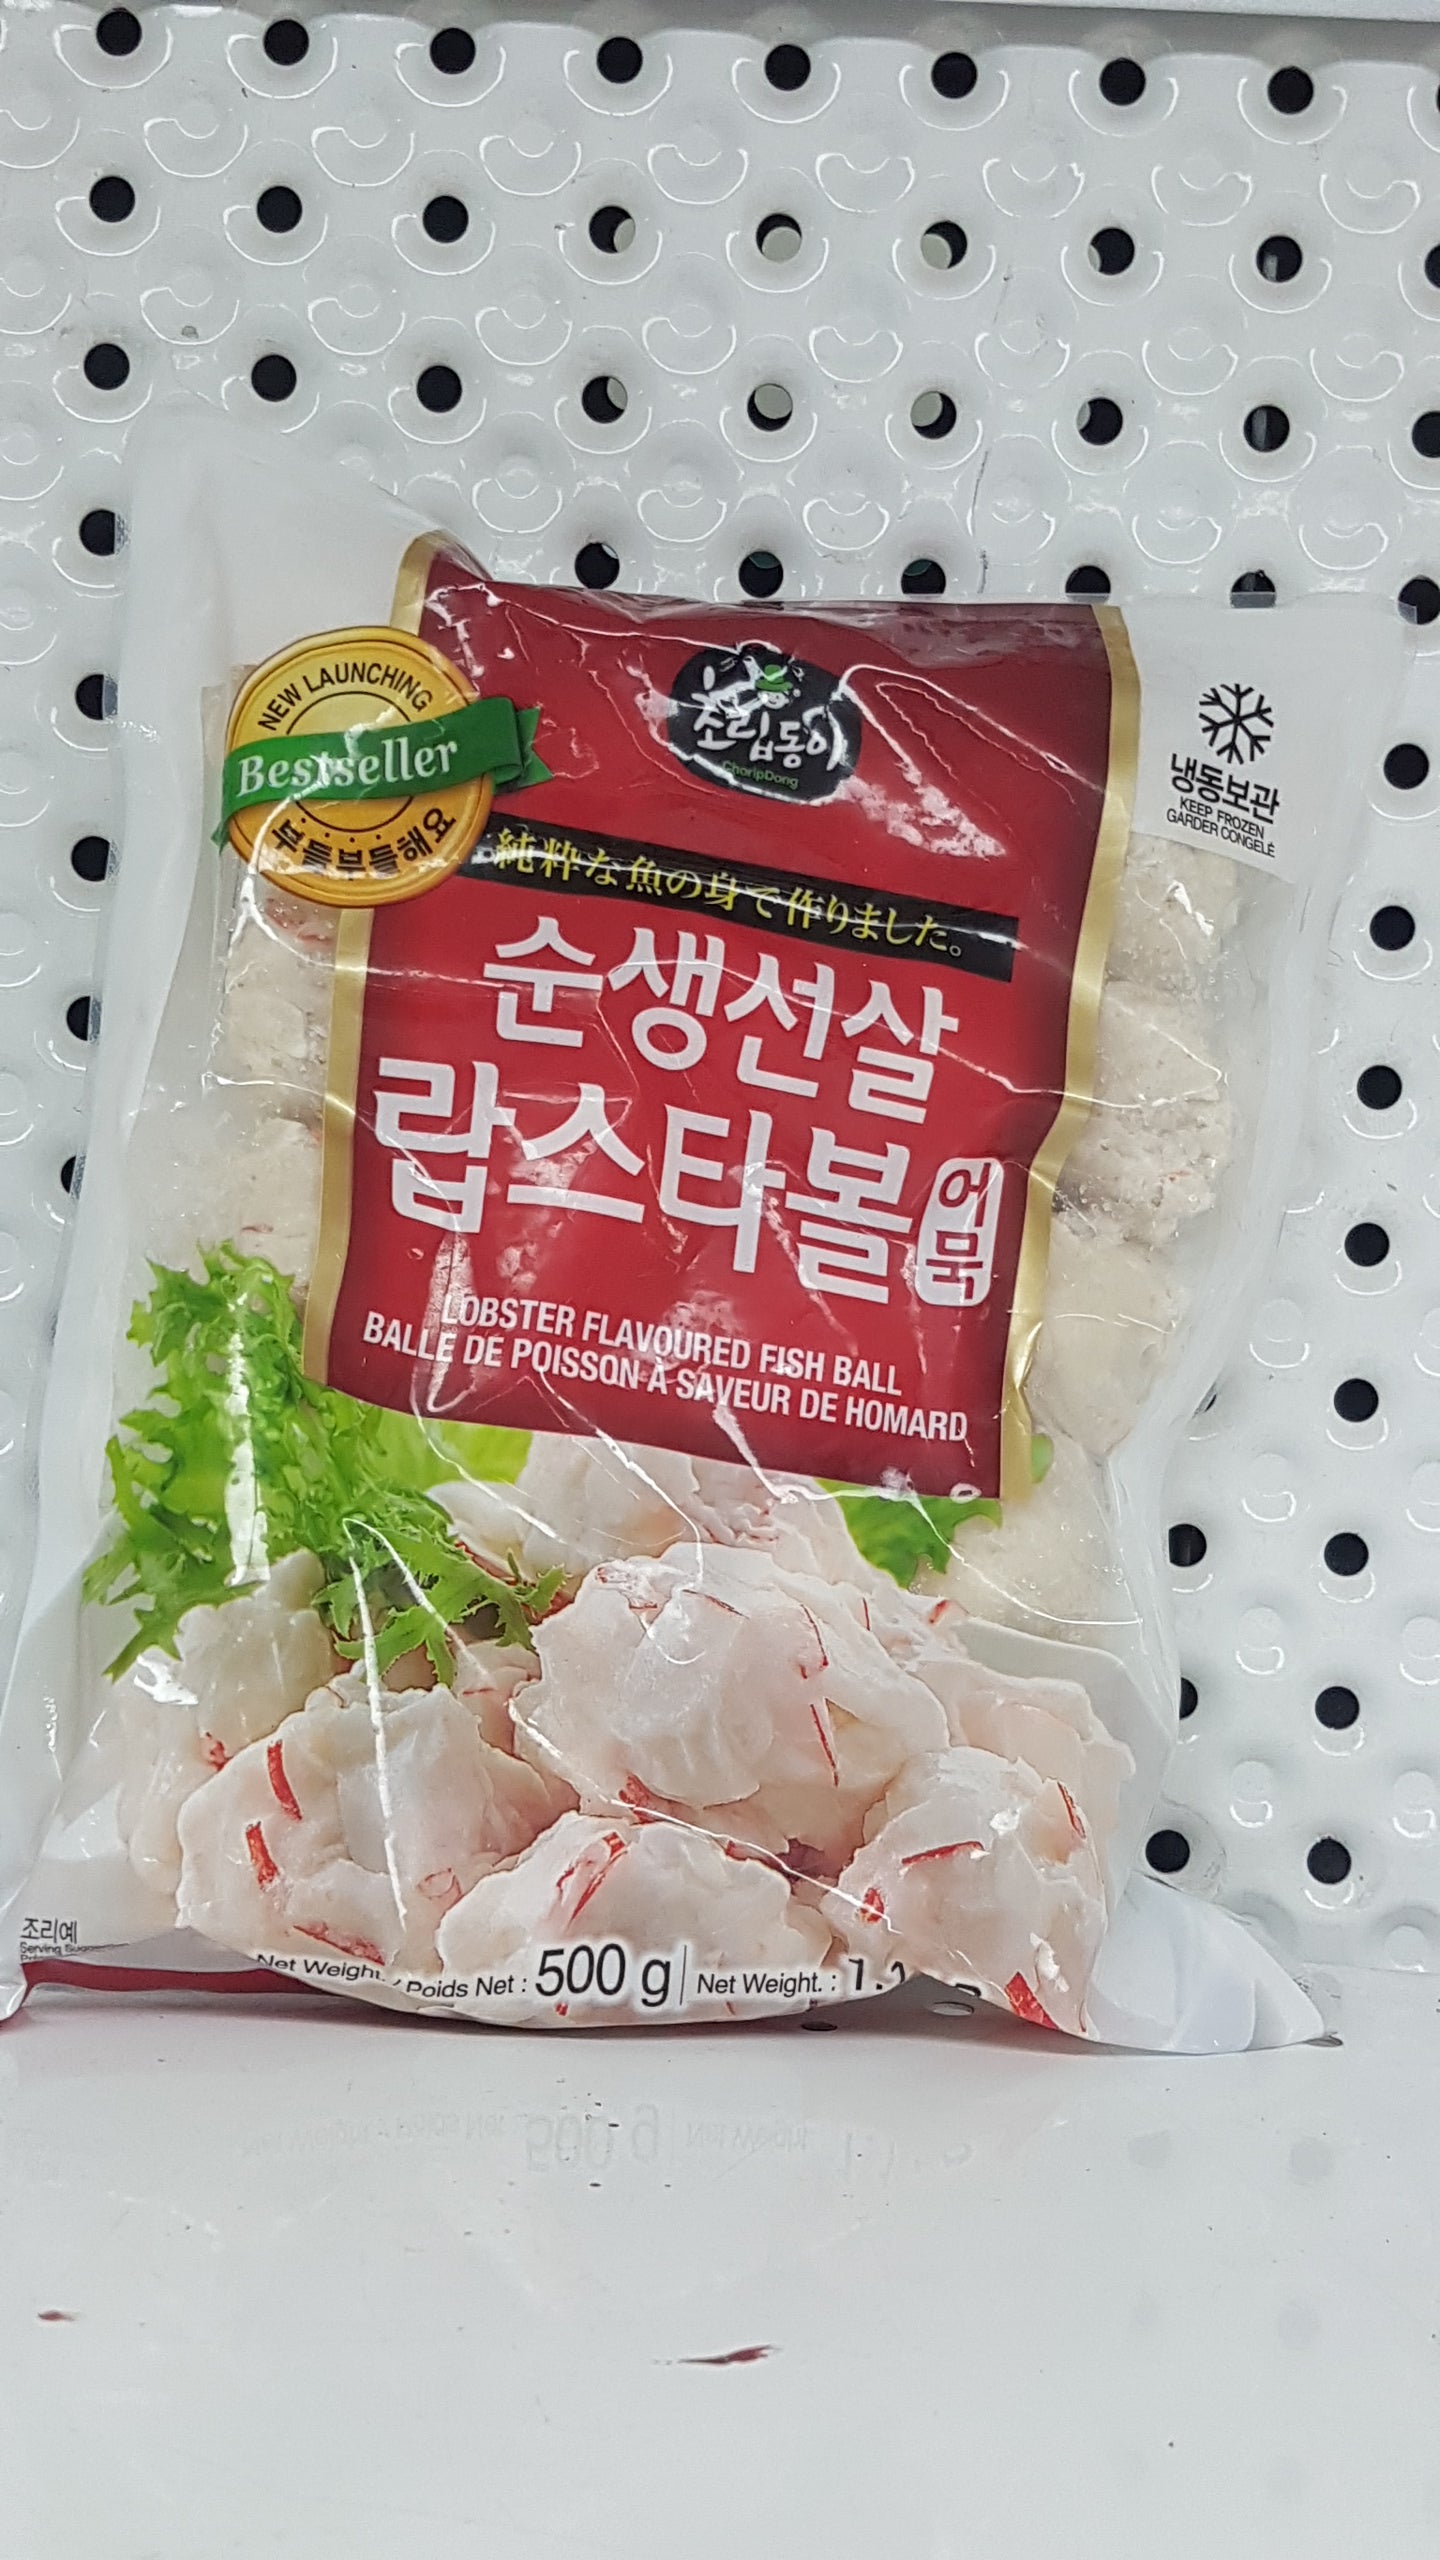 NEW LAUNCHING
Bestseller
부들부들해요
조립동이
ChoripDong
냉동보관
KEEP FROZEN
GARDER CONGELÉ
純粋な魚の身で作りました。
순생선살
랍스타볼
어묵
LOBSTER FLAVOURED FISH BALL
BALLE DE POISSON À SAVEUR DE HOMARD
조리예
Serving
Net Weight. / Poids Net : 500 g | Net Weight. :